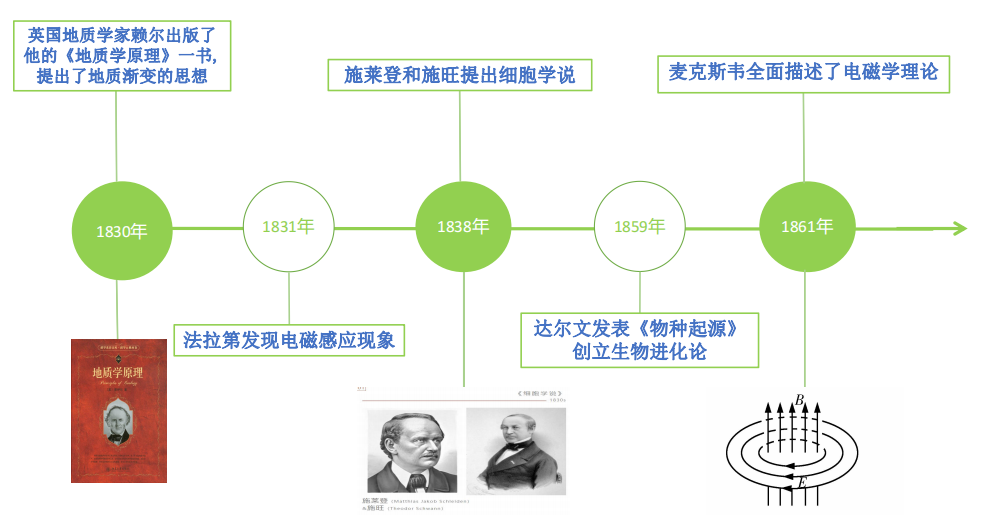 英国地质学家赖尔出版了
他的《地质学原理》一书,
提出了地质渐变的思想
施莱登和施旺提出细胞学说
麦克斯韦全面描述了电磁学理论
1830年
1831年
1838年
1859年
1861年
法拉第发现电磁感应现象
达尔文发表《物种起源》
创立生物进化论
地质学原理
《细胞学说》
1838s
施莱登 (Matthias Jakob Schleiden)
&施旺 (Theodor Schwann)
B
E